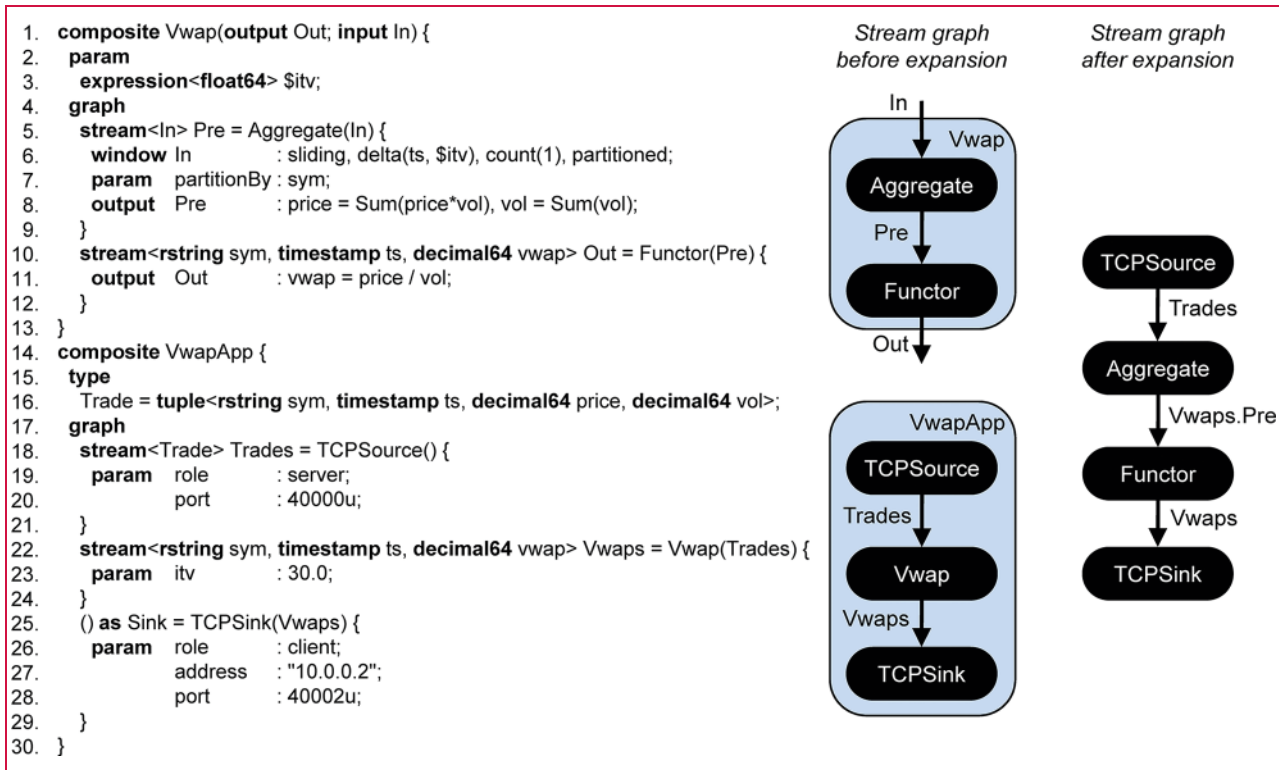 1. composite Vwap(output Out; input In) {
2. param
3. expression<float64> $itv;
4. graph
5. stream<In> Pre = Aggregate(In) {
6. window In : sliding, delta(ts, $itv), count(1), partitioned;
7. param partitionBy : sym;
8. output Pre : price = Sum(price*vol), vol = Sum(vol);
9. }
10. stream<rstring sym, timestamp ts, decimal64 vwap> Out = Functor(Pre) {
11. output Out : vwap = price / vol;
12. }
13. }
14. composite VwapApp {
15. type
16. Trade = tuple<rstring sym, timestamp ts, decimal64 price, decimal64 vol>;
17. graph
18. stream<Trade> Trades = TCPSource() {
19. param role : server;
20. port : 40000u;
21. }
22. stream<rstring sym, timestamp ts, decimal64 vwap> Vwaps = Vwap(Trades) {
23. param itv : 30.0;
24. }
25. () as Sink = TCPSink(Vwaps) {
26. param role : client;
27. address : "10.0.0.2";
28. port : 40002u;
29. }
30. }
Stream graph
before expansion
In
Vwap
Aggregate
Pre
Functor
Out
VwapApp
TCPSource
Trades
Vwap
Vwaps
TCPSink
Stream graph
after expansion
TCPSource
Trades
Aggregate
Vwaps.Pre
Functor
Vwaps
TCPSink